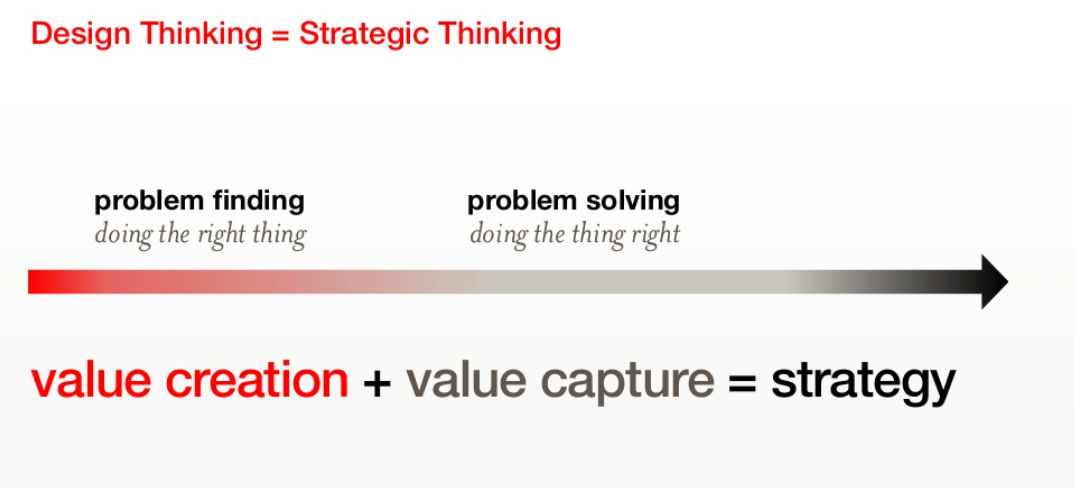 Design Thinking = Strategic Thinking
problem finding
doing the right thing
problem solving
doing the thing right
value creation + value capture = strategy